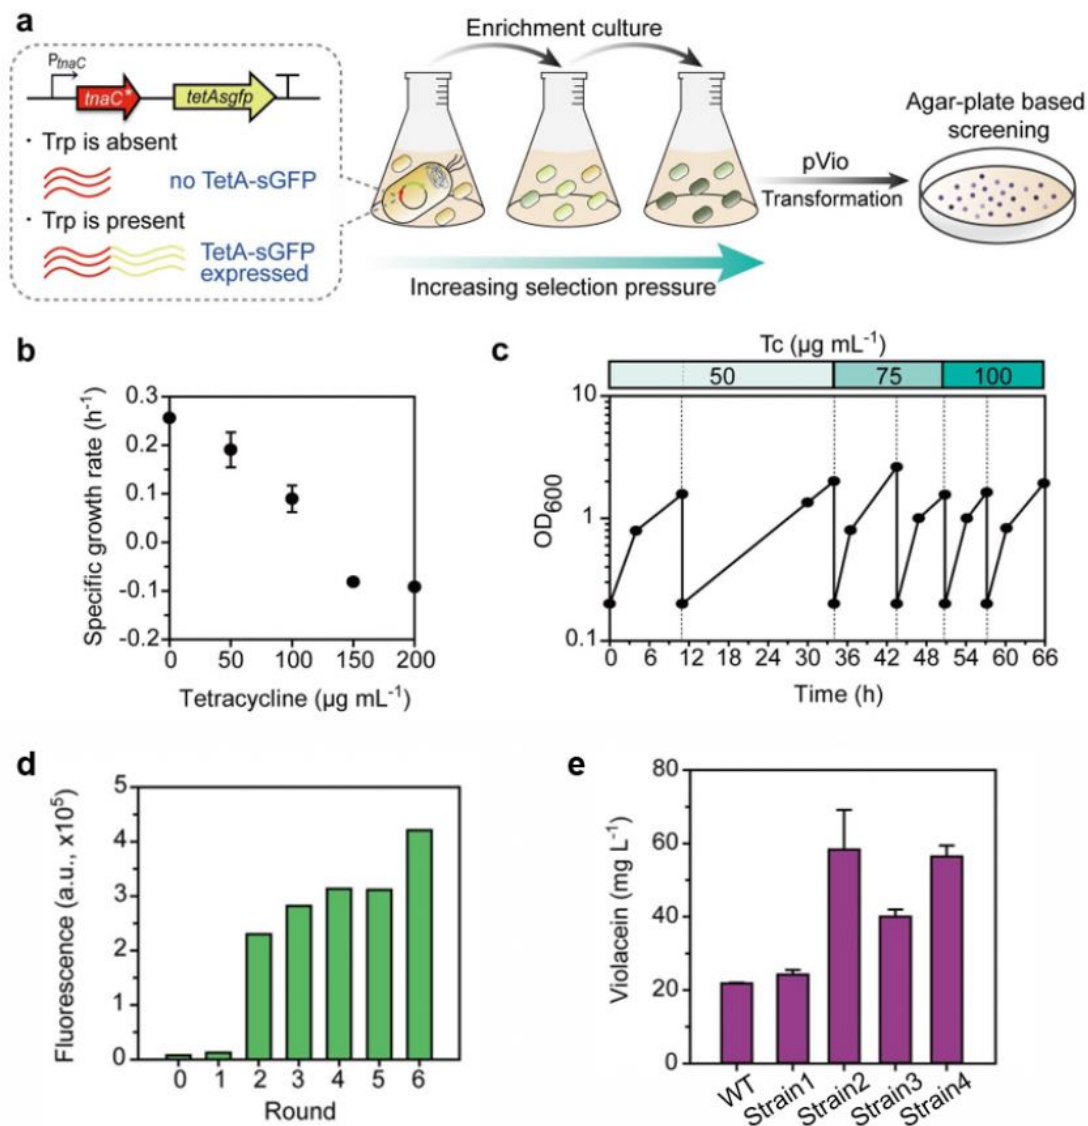 a
Enrichment culture
PtnaC
tnaC*
tetAsgfp
· Trp is absent
no TetA-sGFP
· Trp is present
TetA-sGFP
expressed
Increasing selection pressure
pVio
Transformation
Agar-plate based
screening
b
Specific growth rate (h-1)
0.3
0.2
0.1
0.0
-0.1
-0.2
0 50 100 150 200
Tetracycline (µg mL-1)
c
Tc (µg mL-1)
50 75 100
OD600
10
1
0.1
0 6 12 18 24 30 36 42 48 54 60 66
Time (h)
d
Fluorescence (a.u., x105)
5
4
3
2
1
0
0 1 2 3 4 5 6
Round
e
Violacein (mg L-1)
80
60
40
20
0
WT Strain1 Strain2 Strain3 Strain4